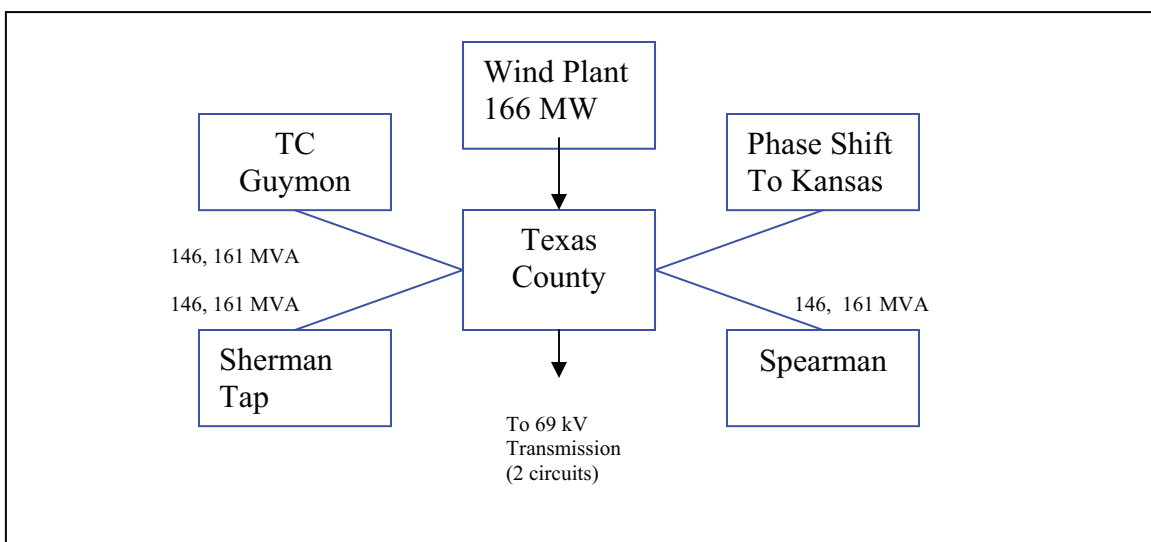 Wind Plant
166 MW
TC
Guymon
Phase Shift
To Kansas
Texas
County
146, 161 MVA
146, 161 MVA
146,  161 MVA
Sherman
Tap
Spearman
To 69 kV
Transmission
(2 circuits)